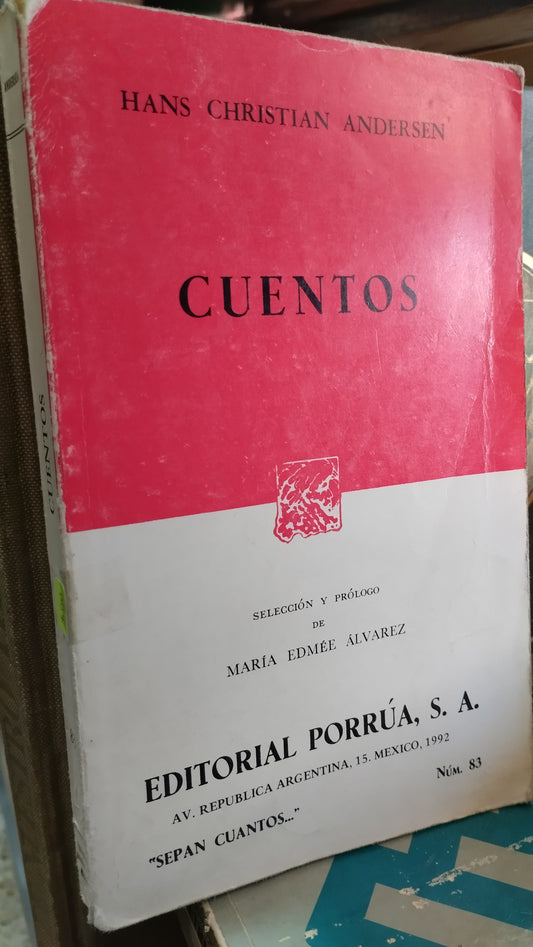 HANS CHRISTIAN ANDERSEN
CUENTOS
SELECCIÓN Y PRÓLOGO
DE
MARÍA EDMÉE ÁLVAREZ
EDITORIAL PORRÚA, S. A.
AV. REPUBLICA ARGENTINA, 15. MEXICO, 1992
"SEPAN CUANTOS..."
NÚM. 83
CUENTOS